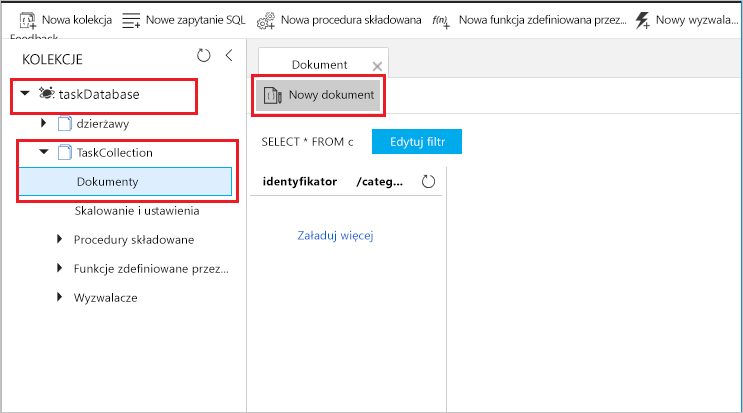 Nowa kolekcja Nowe zapytanie SQL Nowa procedura składowana f(n) Nowa funkcja zdefiniowana przez... Nowy wyzwala...
Feedback
KOLEKCJE
Dokument
taskDatabase
Nowy dokument
dzierżawy
SELECT * FROM c Edytuj filtr
TaskCollection
Dokumenty
identyfikator /categ...
Skalowanie i ustawienia
Załaduj więcej
Procedury składowane
Funkcje zdefiniowane przez...
Wyzwalacze